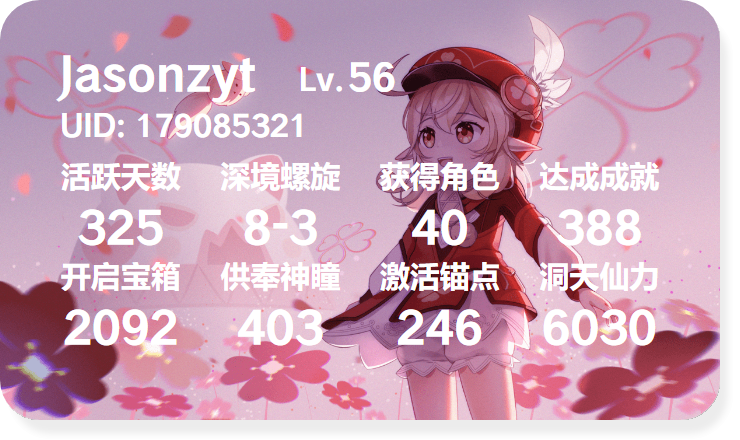 Jasonzyt Lv.56
UID: 179085321
活跃天数 深境螺旋 获得角色 达成成就
325 8-3 40 388
开启宝箱 供奉神瞳 激活锚点 洞天仙力
2092 403 246 6030